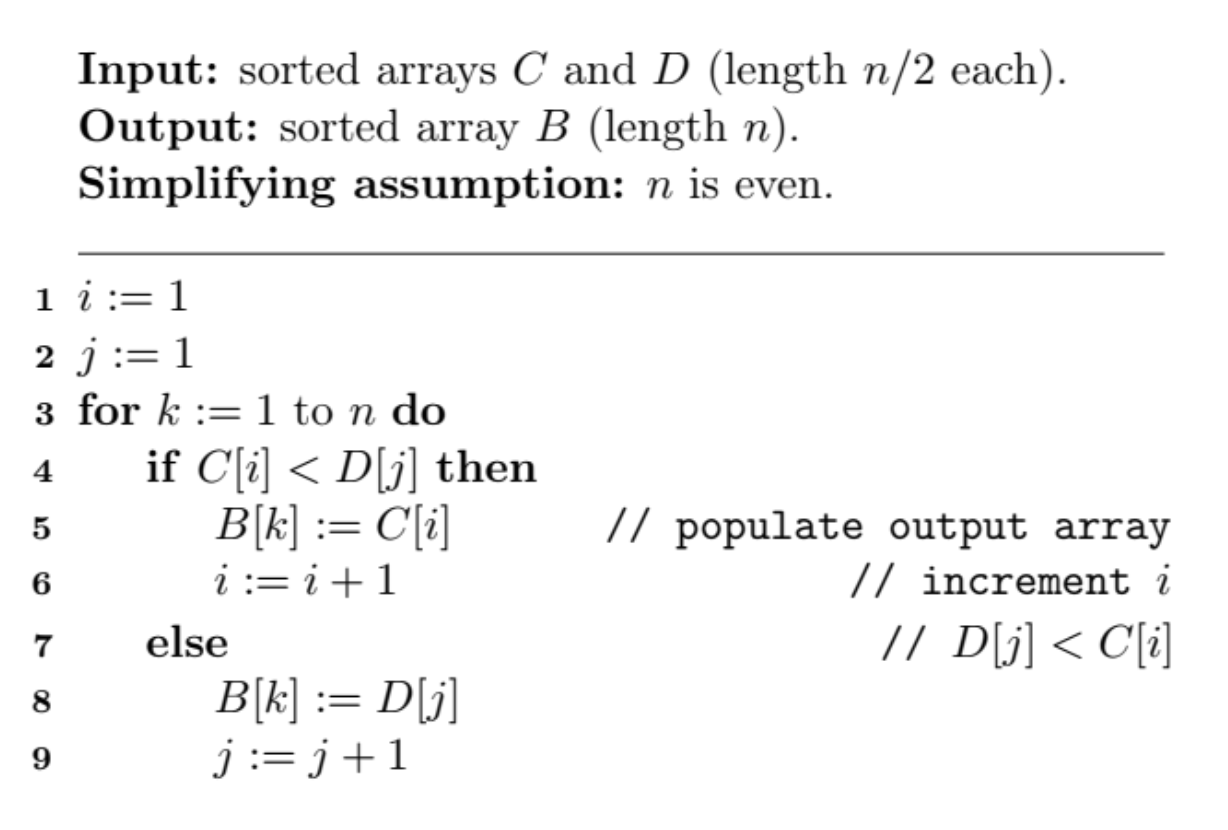 Input: sorted arrays C and D (length n/2 each).
Output: sorted array B (length n).
Simplifying assumption: n is even.
1 i := 1
2 j := 1
3 for k := 1 to n do
4 if C[i] < D[j] then
5 B[k] := C[i] // populate output array
6 i := i + 1 // increment i
7 else // D[j] < C[i]
8 B[k] := D[j]
9 j := j + 1